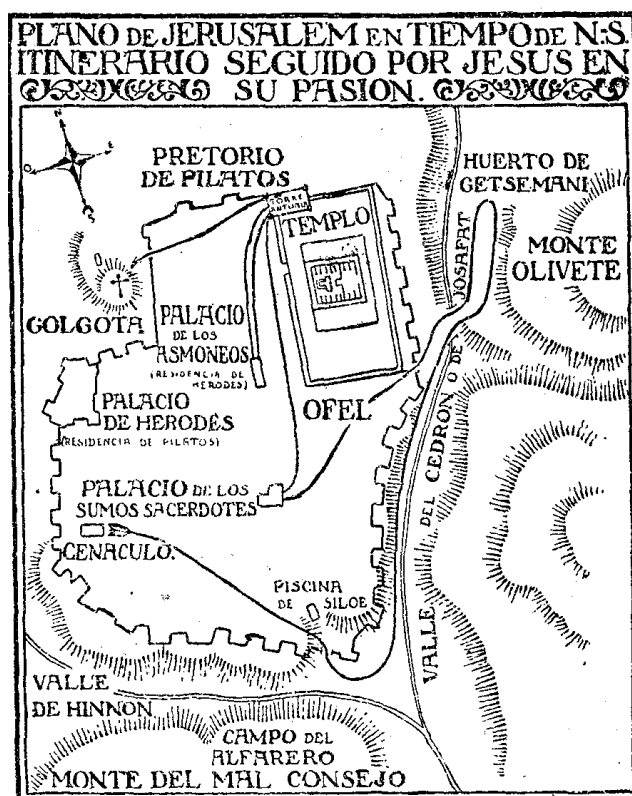 PLANO DE JERUSALEM EN TIEMPO DE N:S.
ITINERARIO SEGUIDO POR JESUS EN
SU PASION.
N
E
S
O
PRETORIO
DE PILATOS
TORRE
ANTONIA
TEMPLO
HUERTO DE
GETSEMANI
MONTE
OLIVETE
GOLGOTA
PALACIO
DE LOS
ASMONEOS
(RESIDENCIA DE
HERODES)
PALACIO
DE HERODES
(RESIDENCIA DE PILATOS)
OFEL
VALLE DEL CEDRON O DE JOSAFAT
PALACIO DE LOS
SUMOS SACERDOTES
CENACULO.
PISCINA
DE SILOE
VALLE
DE HINNON
CAMPO DEL
ALFARERO
MONTE DEL MAL CONSEJO